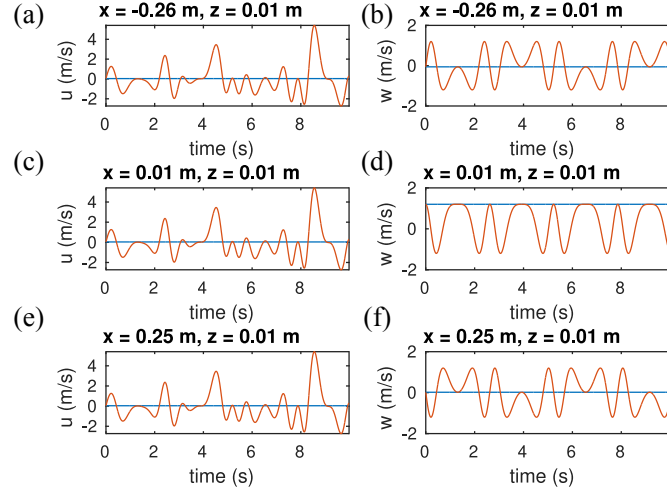 (a)
x = -0.26 m, z = 0.01 m
u (m/s)
4
2
0
-2
0 2 4 6 8
time (s)
(b)
x = -0.26 m, z = 0.01 m
w (m/s)
2
0
-2
0 2 4 6 8
time (s)
(c)
x = 0.01 m, z = 0.01 m
u (m/s)
4
2
0
-2
0 2 4 6 8
time (s)
(d)
x = 0.01 m, z = 0.01 m
w (m/s)
2
0
-2
0 2 4 6 8
time (s)
(e)
x = 0.25 m, z = 0.01 m
u (m/s)
4
2
0
-2
0 2 4 6 8
time (s)
(f)
x = 0.25 m, z = 0.01 m
w (m/s)
2
0
-2
0 2 4 6 8
time (s)